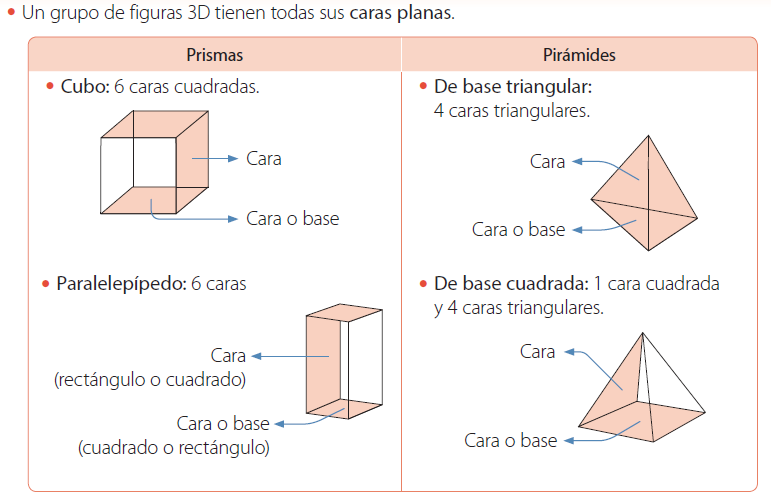 • Un grupo de figuras 3D tienen todas sus caras planas.
Prismas
• Cubo: 6 caras cuadradas.
Cara
Cara o base
• Paralelepípedo: 6 caras
Cara
(rectángulo o cuadrado)
Cara o base
(cuadrado o rectángulo)
Pirámides
• De base triangular:
4 caras triangulares.
Cara
Cara o base
• De base cuadrada: 1 cara cuadrada
y 4 caras triangulares.
Cara
Cara o base